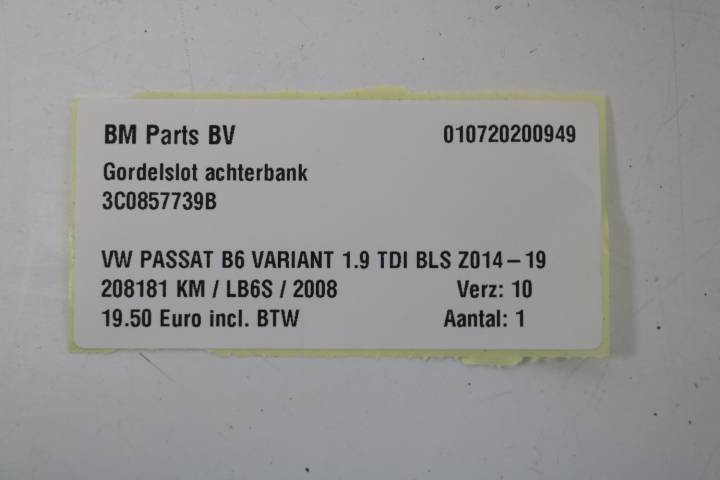 BM Parts BV 010720200949
Gordelslot achterbank
3C0857739B
VW PASSAT B6 VARIANT 1.9 TDI BLS Z014-19
208181 KM / LB6S / 2008 Verz: 10
19.50 Euro incl. BTW Aantal: 1